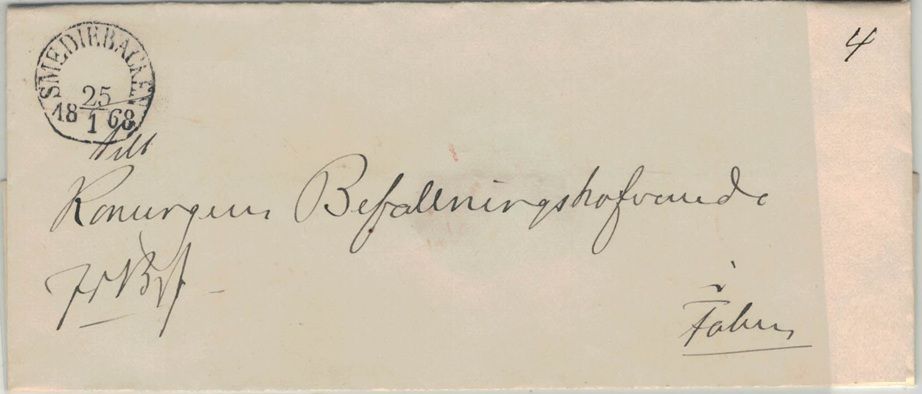 SMEDJEBACKEN
25
18 1 68
4
till
Konungens Befallningshafvande
i
Falun